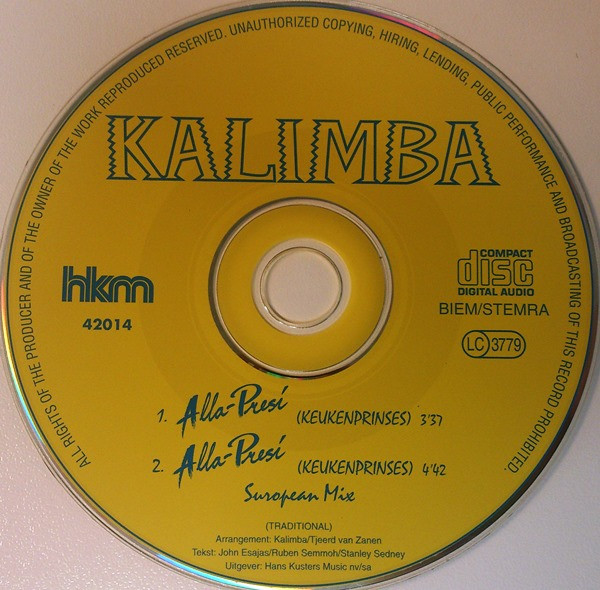 ALL RIGHTS OF THE PRODUCER AND OF THE OWNER OF THE WORK REPRODUCED RESERVED. UNAUTHORIZED COPYING, HIRING, LENDING, PUBLIC PERFORMANCE AND BROADCASTING OF THIS RECORD PROHIBITED.
KALIMBA
hkm
42014
COMPACT
disc
DIGITAL AUDIO
BIEM/STEMRA
LC 3779
1. Alla-Presí (KEUKENPRINSES) 3'37
2. Alla-Presí (KEUKENPRINSES) 4'42
Suropean Mix
(TRADITIONAL)
Arrangement: Kalimba/Tjeerd van Zanen
Tekst: John Esajas/Ruben Semmoh/Stanley Sedney
Uitgever: Hans Kusters Music nv/sa